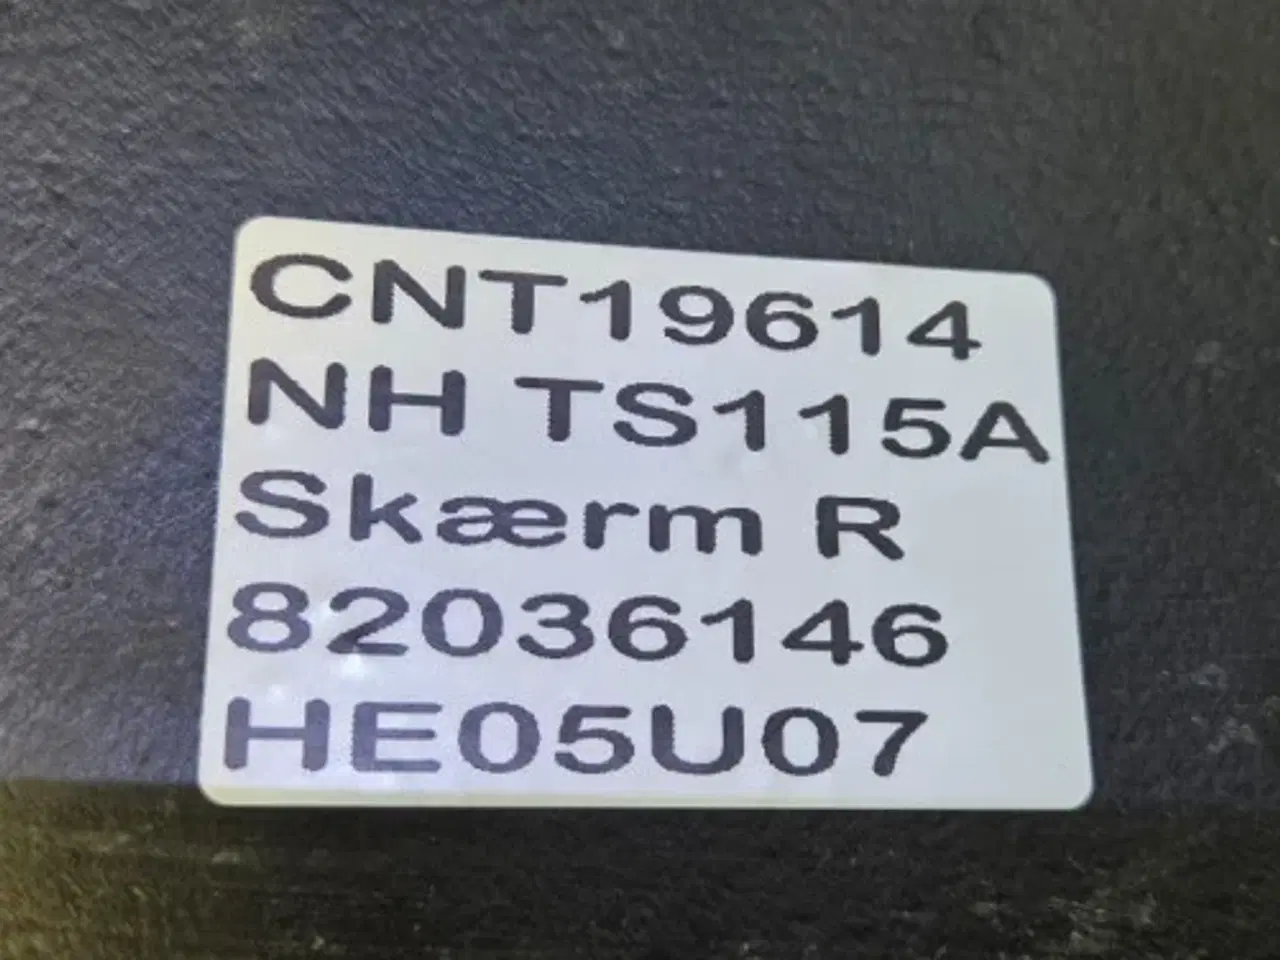 CNT19614
NH TS115A
Skærm R
82036146
HE05U07